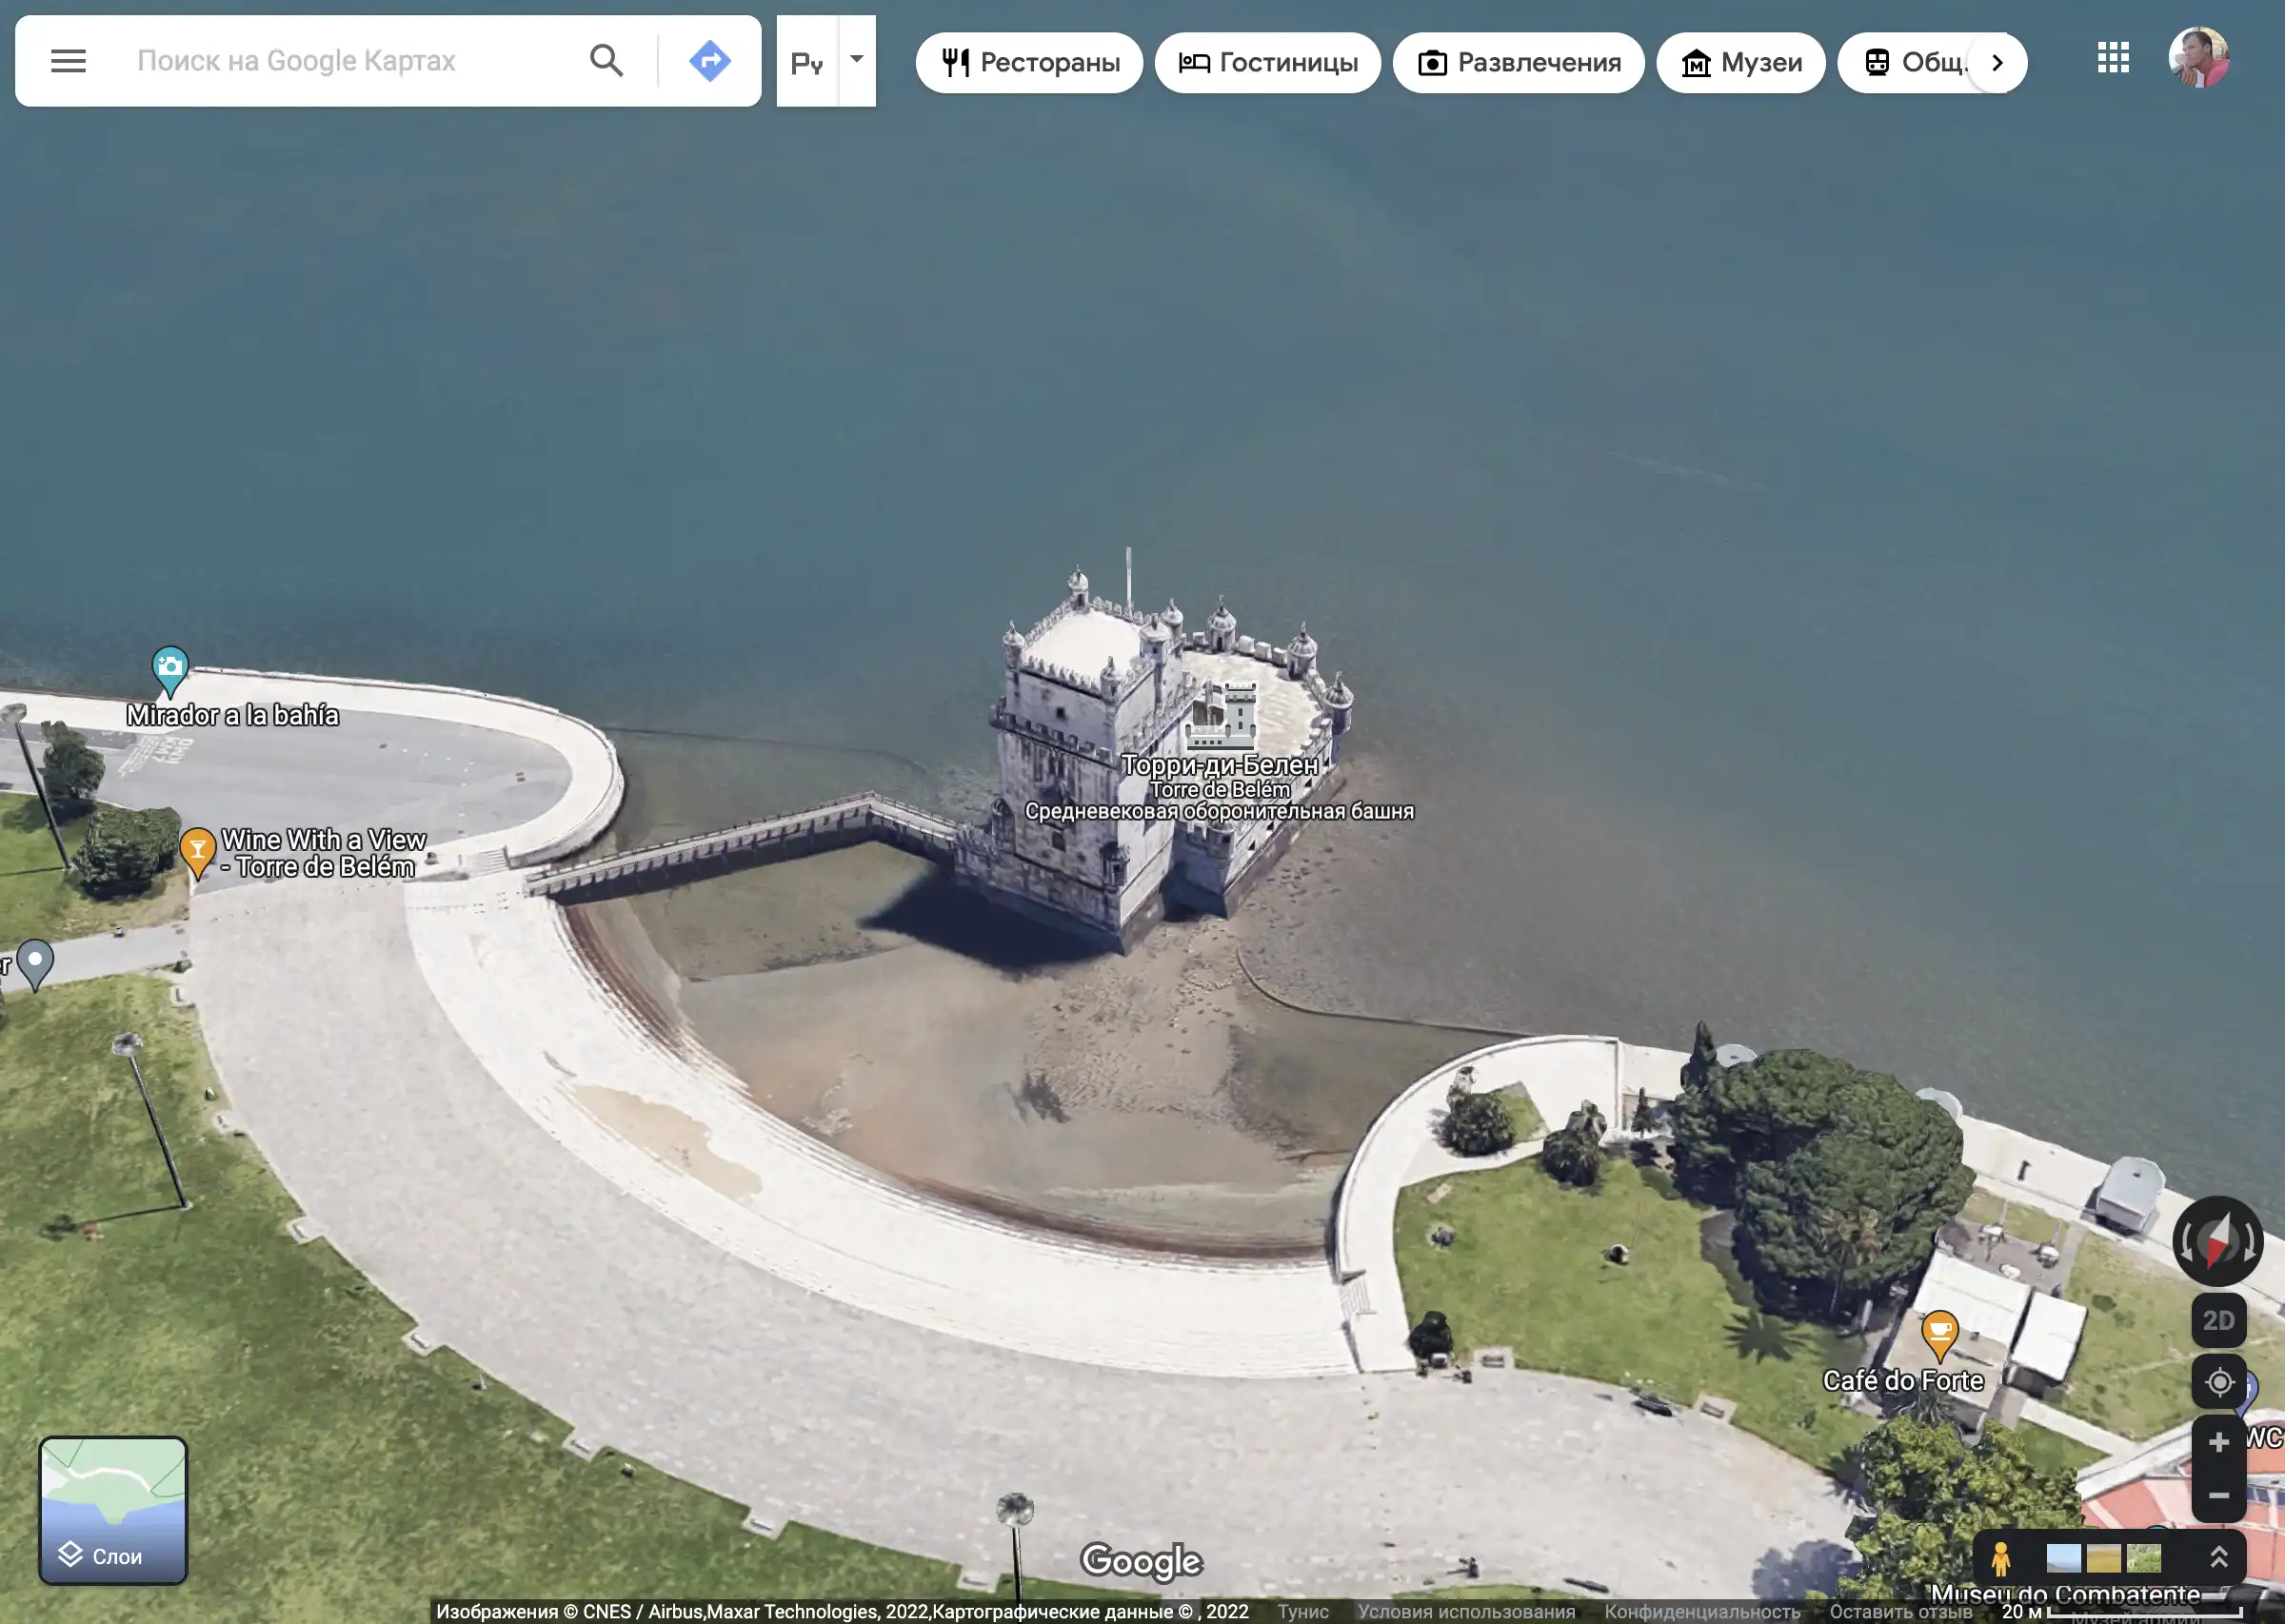 Поиск на Google Картах
Ру
Рестораны
Гостиницы
Развлечения
Музеи
Общ.
Mirador a la bahía
Wine With a View
- Torre de Belém
Торри-ди-Белен
Torre de Belém
Средневековая оборонительная башня
Café do Forte
2D
WC
Слои
Google
Museu do Combatente
Изображения © CNES / Airbus,Maxar Technologies, 2022,Картографические данные © , 2022
Тунис
Условия использования
Конфиденциальность
Оставить отзыв
20 м